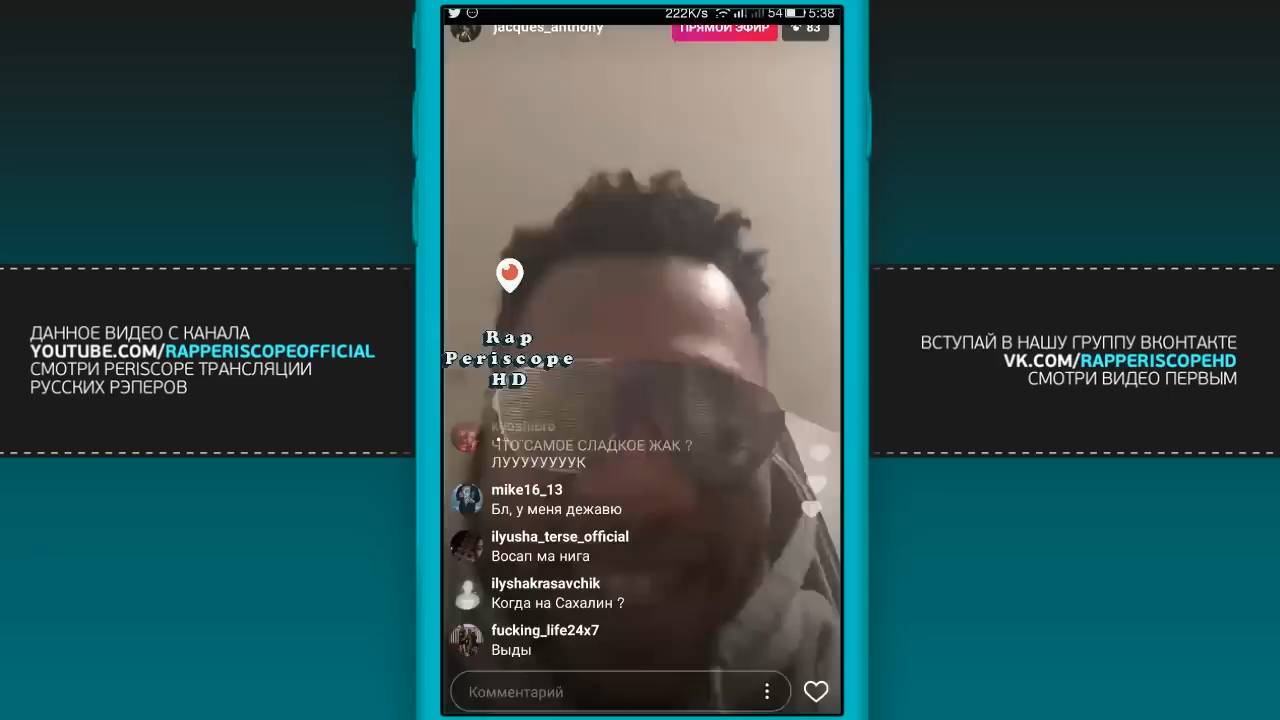 222K/s 54 5:38
jacques_anthony
ПРЯМОЙ ЭФИР 83
ДАННОЕ ВИДЕО С КАНАЛА
YOUTUBE.COM/RAPPERISCOPEOFFICIAL
СМОТРИ PERISCOPE ТРАНСЛЯЦИИ
РУССКИХ РЭПЕРОВ
Rap
Periscope
HD
ЧТО САМОЕ СЛАДКОЕ ЖАК ?
ЛУУУУУУУУК
mike16_13
Бл, у меня дежавю
ilyusha_terse_official
Восап ма нига
ilyshakrasavchik
Когда на Сахалин ?
fucking_life24x7
Выды
Комментарий
ВСТУПАЙ В НАШУ ГРУППУ ВКОНТАКТЕ
VK.COM/RAPPERISCOPEHD
СМОТРИ ВИДЕО ПЕРВЫМ